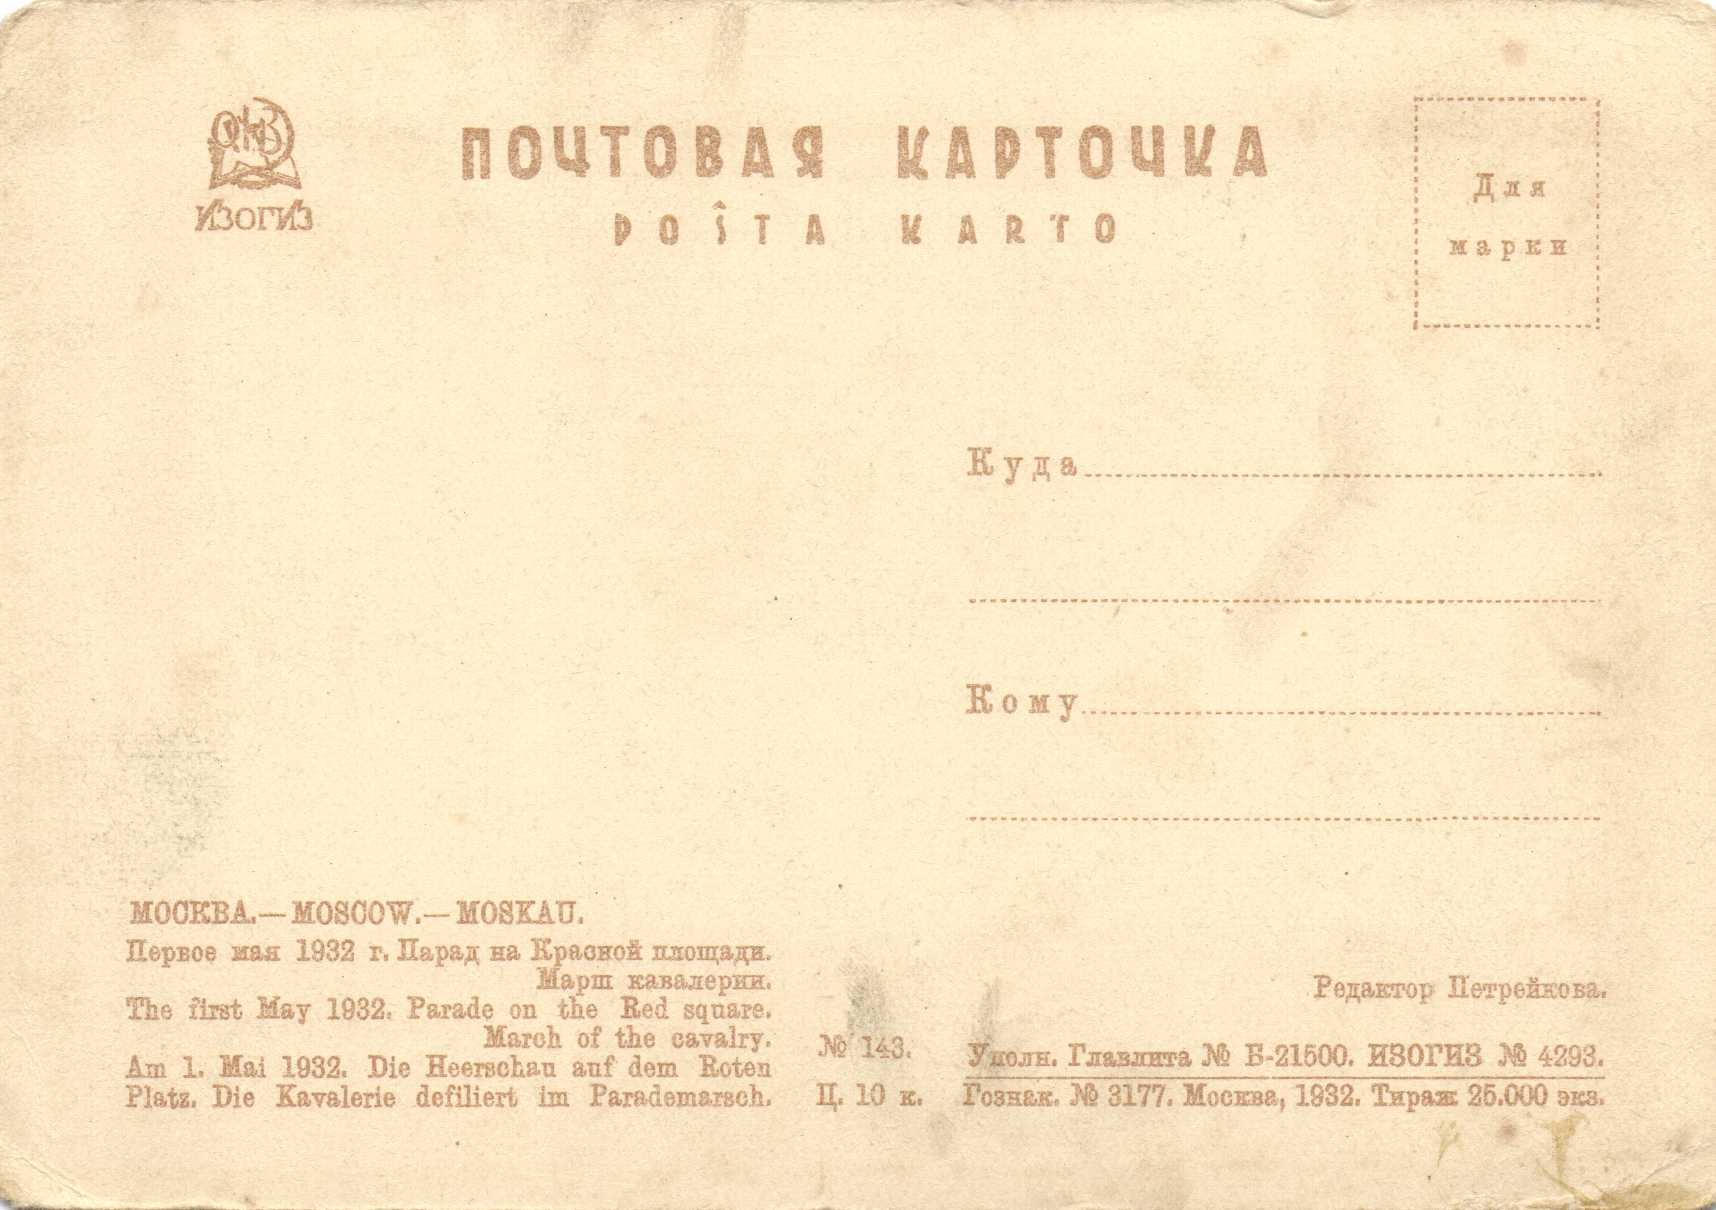 ИЗОГИЗ
ПОЧТОВАЯ КАРТОЧКА
POŜTA KARTO
Для
марки
Куда
Кому
МОСКВА.—MOSCOW.—MOSKAU.
Первое мая 1932 г. Парад на Красной площади.
Марш кавалерии.
The first May 1932. Parade on the Red square.
March of the cavalry.
Am 1. Mai 1932. Die Heerschau auf dem Roten
Platz. Die Kavalerie defiliert im Parademarsch.
№ 143.
Ц. 10 к.
Редактор Петрейкова.
Уполн. Главлита № Б-21500. ИЗОГИЗ № 4293.
Гознак. № 3177. Москва, 1932. Тираж 25.000 экз.